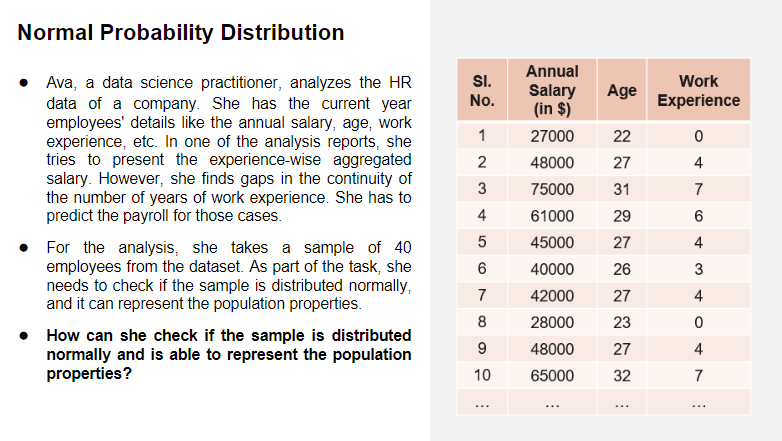 Normal Probability Distribution
● Ava, a data science practitioner, analyzes the HR
data of a company. She has the current year
employees' details like the annual salary, age, work
experience, etc. In one of the analysis reports, she
tries to present the experience-wise aggregated
salary. However, she finds gaps in the continuity of
the number of years of work experience. She has to
predict the payroll for those cases.
● For the analysis, she takes a sample of 40
employees from the dataset. As part of the task, she
needs to check if the sample is distributed normally,
and it can represent the population properties.
● How can she check if the sample is distributed
normally and is able to represent the population
properties?
Sl. No. Annual Salary (in $) Age Work Experience
1 27000 22 0
2 48000 27 4
3 75000 31 7
4 61000 29 6
5 45000 27 4
6 40000 26 3
7 42000 27 4
8 28000 23 0
9 48000 27 4
10 65000 32 7
... ... ... ...